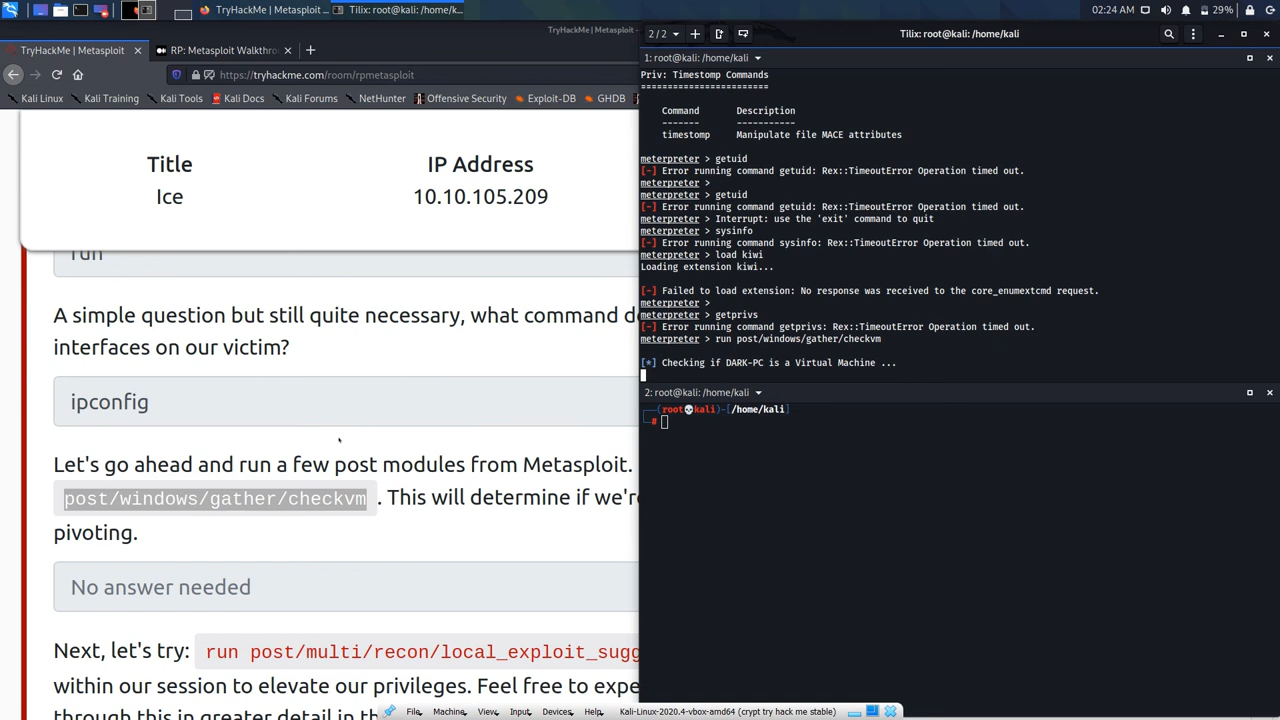 TryHackMe | Metasploit ...
Tilix: root@kali: /home/k...
02:24 AM
29%
TryHackMe | Metasploit -
TryHackMe | Metasploit
RP: Metasploit Walkthro
https://tryhackme.com/room/rpmetasploit
Kali Linux
Kali Training
Kali Tools
Kali Docs
Kali Forums
NetHunter
Offensive Security
Exploit-DB
GHDB
Title
IP Address
Ice
10.10.105.209
run
A simple question but still quite necessary, what command d
interfaces on our victim?
ipconfig
Let's go ahead and run a few post modules from Metasploit.
post/windows/gather/checkvm . This will determine if we're
pivoting.
No answer needed
Next, let's try: run post/multi/recon/local_exploit_sugg
within our session to elevate our privileges. Feel free to expe
through this in greater detail in th
2/2
Tilix: root@kali: /home/kali
1: root@kali: /home/kali
Priv: Timestomp Commands
========================
Command Description
------- -----------
timestomp Manipulate file MACE attributes
meterpreter > getuid
[-] Error running command getuid: Rex::TimeoutError Operation timed out.
meterpreter >
meterpreter > getuid
[-] Error running command getuid: Rex::TimeoutError Operation timed out.
meterpreter > Interrupt: use the 'exit' command to quit
meterpreter > sysinfo
[-] Error running command sysinfo: Rex::TimeoutError Operation timed out.
meterpreter > load kiwi
Loading extension kiwi...
[-] Failed to load extension: No response was received to the core_enumextcmd request.
meterpreter >
meterpreter > getprivs
[-] Error running command getprivs: Rex::TimeoutError Operation timed out.
meterpreter > run post/windows/gather/checkvm
[*] Checking if DARK-PC is a Virtual Machine ...
2: root@kali: /home/kali
(root💀kali)-[/home/kali]
#
File Machine View Input Devices Help Kali-Linux-2020.4-vbox-amd64 (crypt try hack me stable)